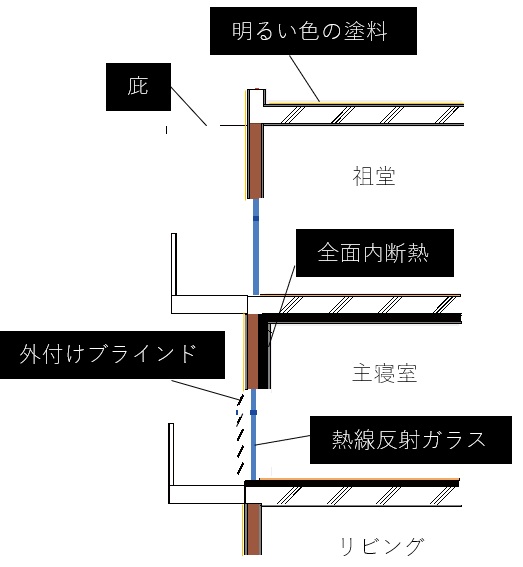 明るい色の塗料
庇
祖堂
全面内断熱
外付けブラインド
主寝室
熱線反射ガラス
リビング